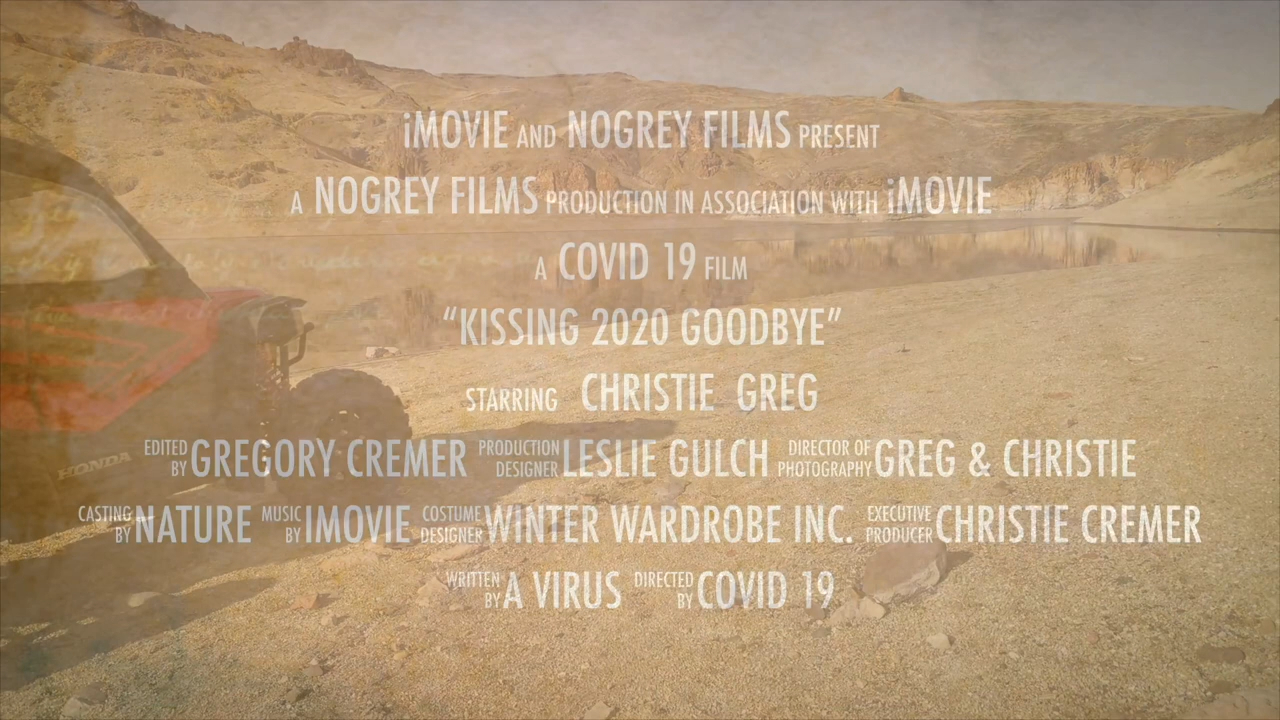 iMOVIE AND NOGREY FILMS PRESENT
A NOGREY FILMS PRODUCTION IN ASSOCIATION WITH iMOVIE
A COVID 19 FILM
“KISSING 2020 GOODBYE”
STARRING CHRISTIE GREG
EDITED BY GREGORY CREMER PRODUCTION DESIGNER LESLIE GULCH DIRECTOR OF PHOTOGRAPHY GREG & CHRISTIE
HONDA
CASTING BY NATURE MUSIC BY IMOVIE COSTUME DESIGNER WINTER WARDROBE INC. EXECUTIVE PRODUCER CHRISTIE CREMER
WRITTEN BY A VIRUS DIRECTED BY COVID 19